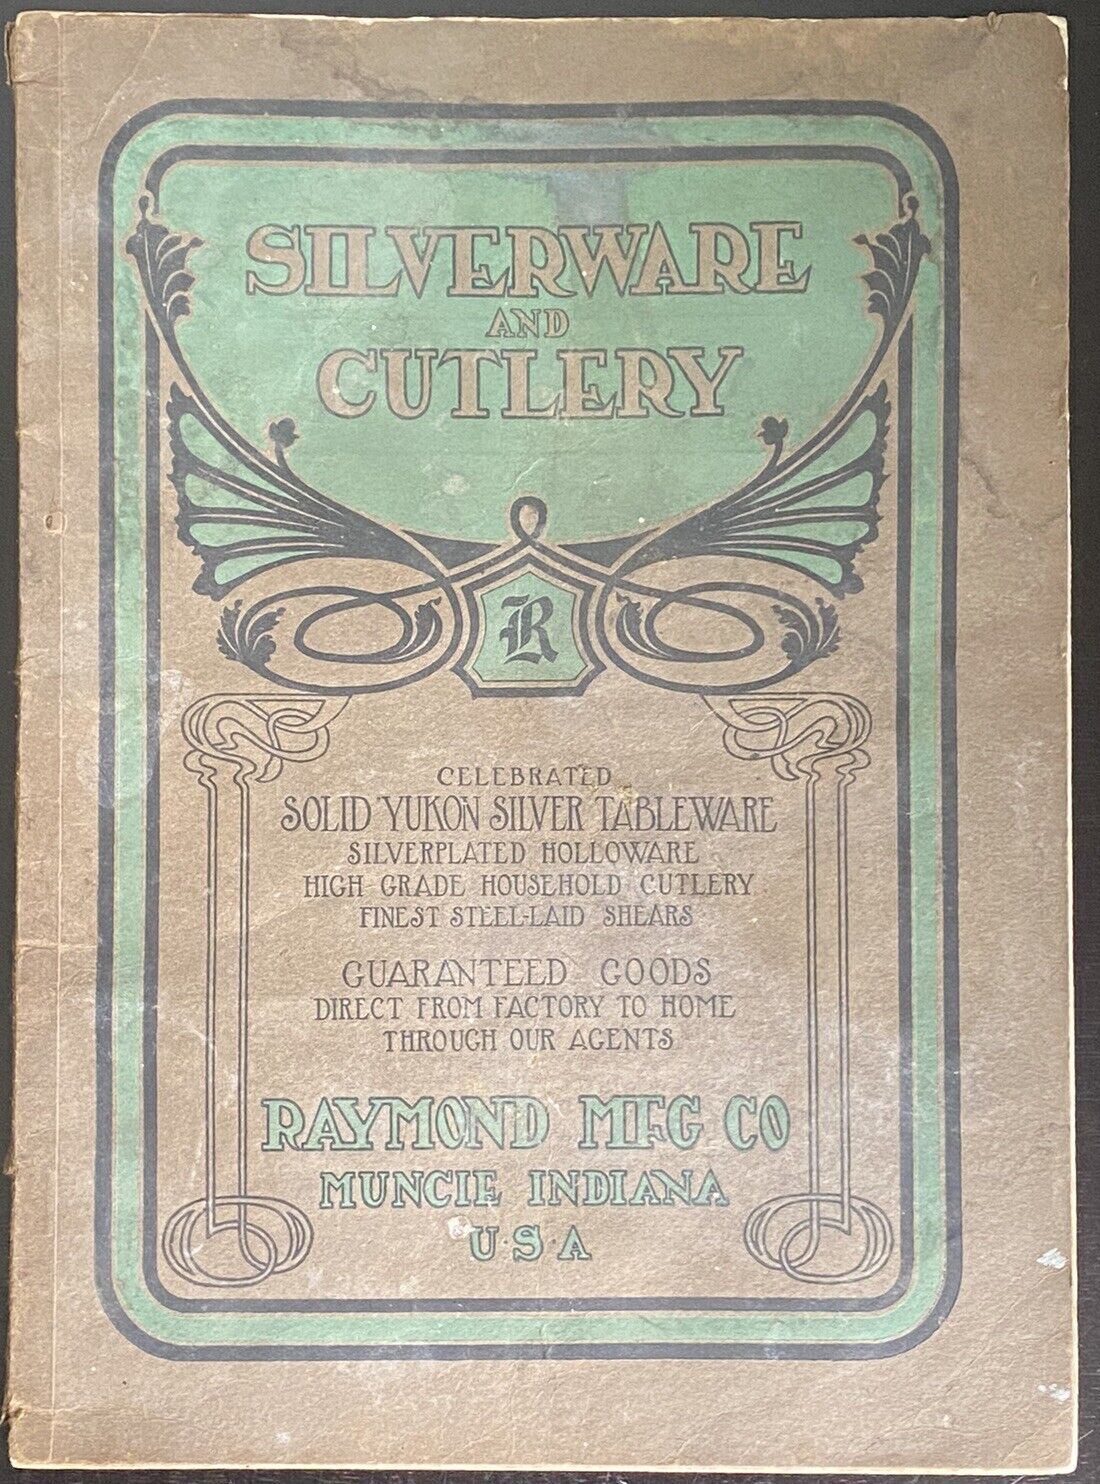 SILVERWARE
AND
CUTLERY
R
CELEBRATED
SOLID YUKON SILVER TABLEWARE
SILVERPLATED HOLLOWARE
HIGH GRADE HOUSEHOLD CUTLERY
FINEST STEEL-LAID SHEARS
GUARANTEED GOODS
DIRECT FROM FACTORY TO HOME
THROUGH OUR AGENTS
RAYMOND MFG CO
MUNCIE INDIANA
U·S·A